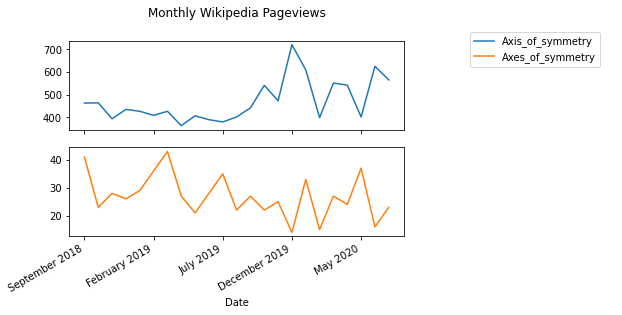 Monthly Wikipedia Pageviews
Axis_of_symmetry
Axes_of_symmetry
700
600
500
400
40
30
20
September 2018
February 2019
July 2019
December 2019
May 2020
Date